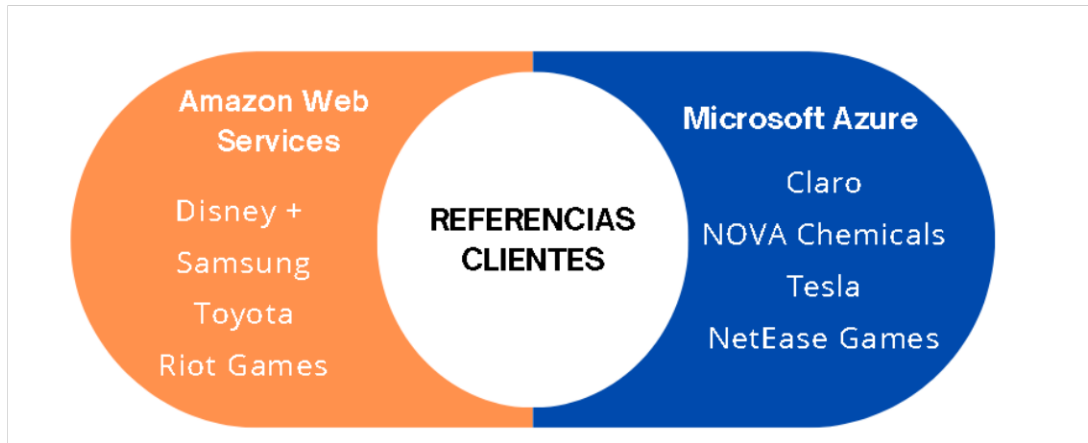 Amazon Web
Services
Disney +
Samsung
Toyota
Riot Games
REFERENCIAS
CLIENTES
Microsoft Azure
Claro
NOVA Chemicals
Tesla
NetEase Games